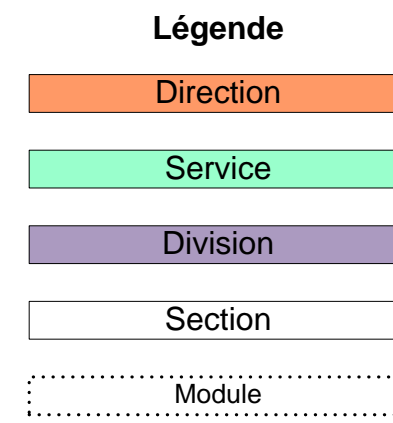 Légende
Direction
Service
Division
Section
Module